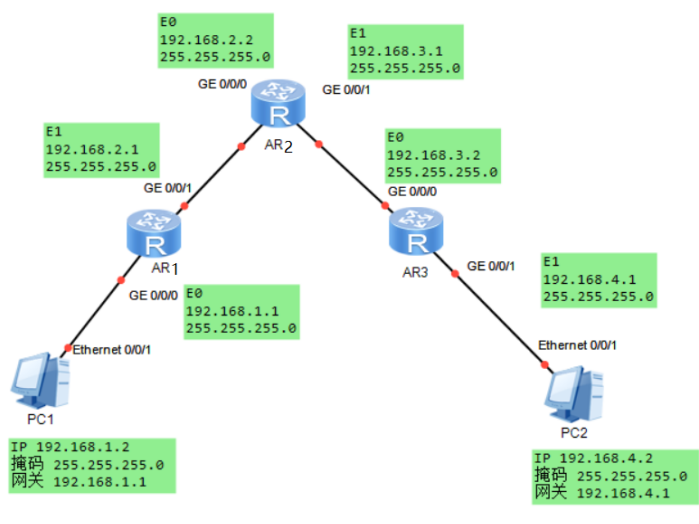 E0
192.168.2.2
255.255.255.0
E1
192.168.3.1
255.255.255.0
GE 0/0/0
GE 0/0/1
R
AR2
E1
192.168.2.1
255.255.255.0
E0
192.168.3.2
255.255.255.0
GE 0/0/1
GE 0/0/0
R
AR1
R
AR3
GE 0/0/0
E0
192.168.1.1
255.255.255.0
GE 0/0/1
E1
192.168.4.1
255.255.255.0
Ethernet 0/0/1
Ethernet 0/0/1
PC1
PC2
IP 192.168.1.2
掩码 255.255.255.0
网关 192.168.1.1
IP 192.168.4.2
掩码 255.255.255.0
网关 192.168.4.1